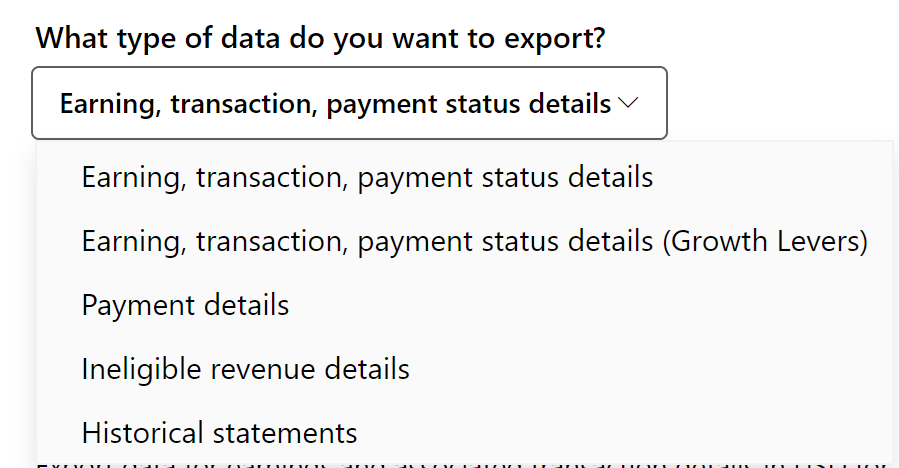 What type of data do you want to export?
Earning, transaction, payment status details
Earning, transaction, payment status details
Earning, transaction, payment status details (Growth Levers)
Payment details
Ineligible revenue details
Historical statements